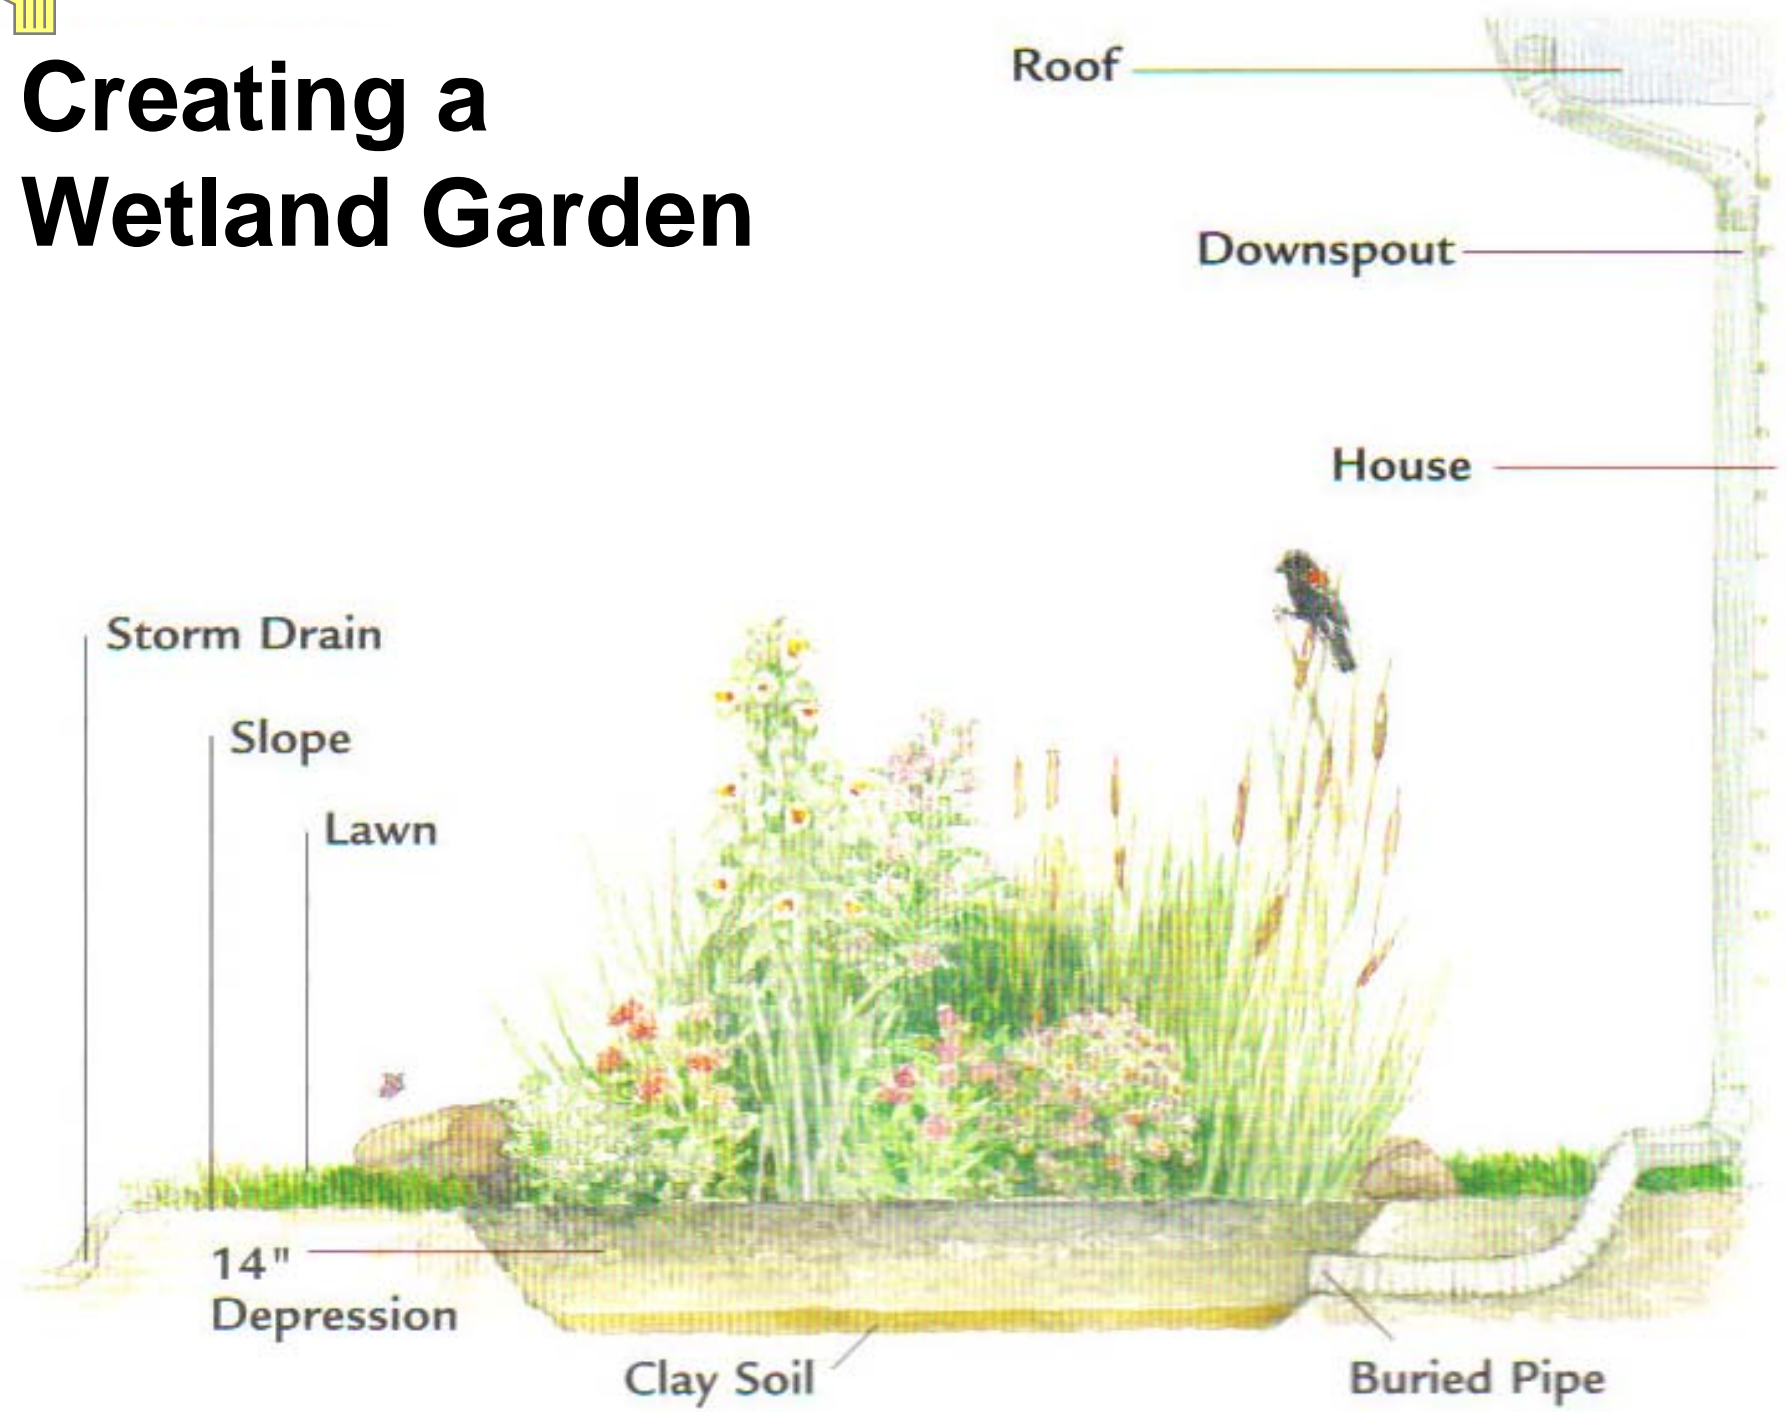 Creating a
Wetland Garden
Roof
Downspout
House
Storm Drain
Slope
Lawn
14"
Depression
Clay Soil
Buried Pipe